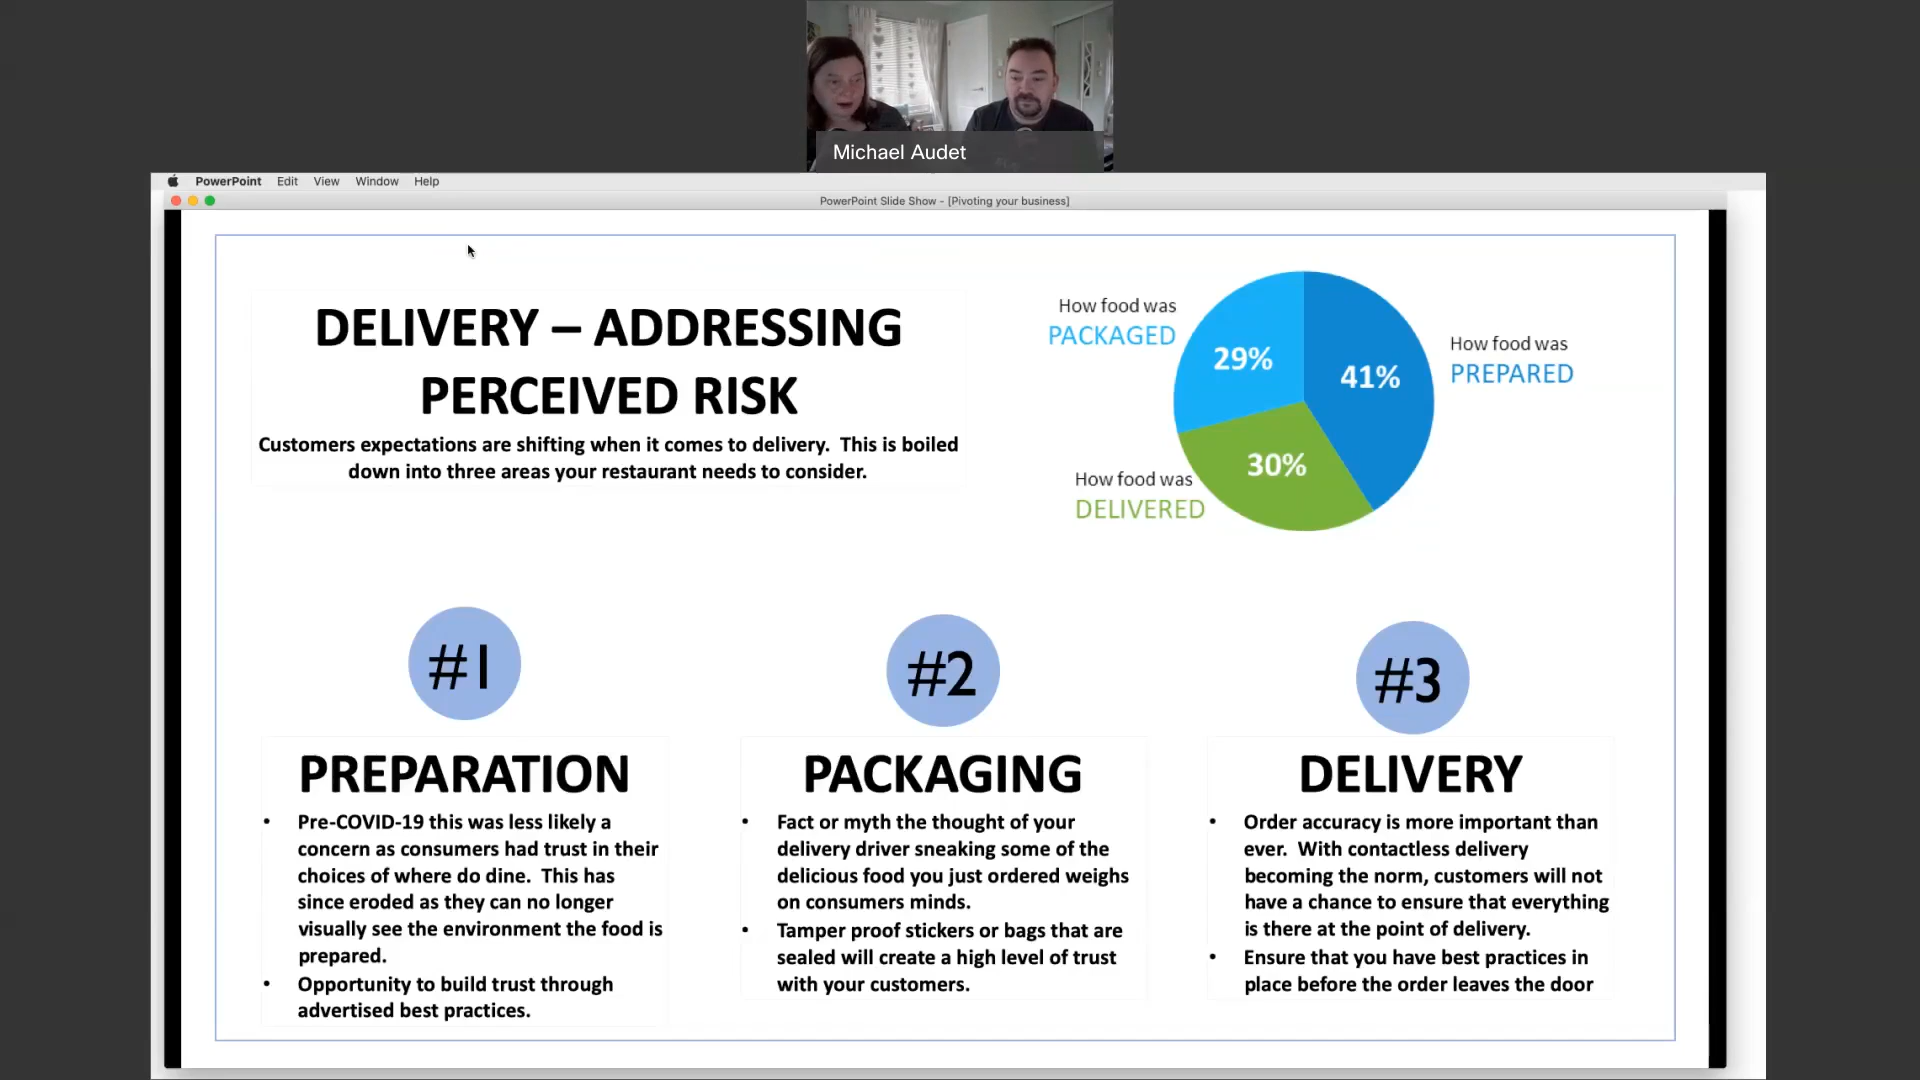 Michael Audet
PowerPoint Edit View Window Help
PowerPoint Slide Show - [Pivoting your business]
DELIVERY – ADDRESSING
PERCEIVED RISK
Customers expectations are shifting when it comes to delivery. This is boiled
down into three areas your restaurant needs to consider.
How food was
PACKAGED
29%
41%
How food was
PREPARED
30%
How food was
DELIVERED
#1
PREPARATION
• Pre-COVID-19 this was less likely a
concern as consumers had trust in their
choices of where do dine. This has
since eroded as they can no longer
visually see the environment the food is
prepared.
• Opportunity to build trust through
advertised best practices.
#2
PACKAGING
• Fact or myth the thought of your
delivery driver sneaking some of the
delicious food you just ordered weighs
on consumers minds.
• Tamper proof stickers or bags that are
sealed will create a high level of trust
with your customers.
#3
DELIVERY
• Order accuracy is more important than
ever. With contactless delivery
becoming the norm, customers will not
have a chance to ensure that everything
is there at the point of delivery.
• Ensure that you have best practices in
place before the order leaves the door